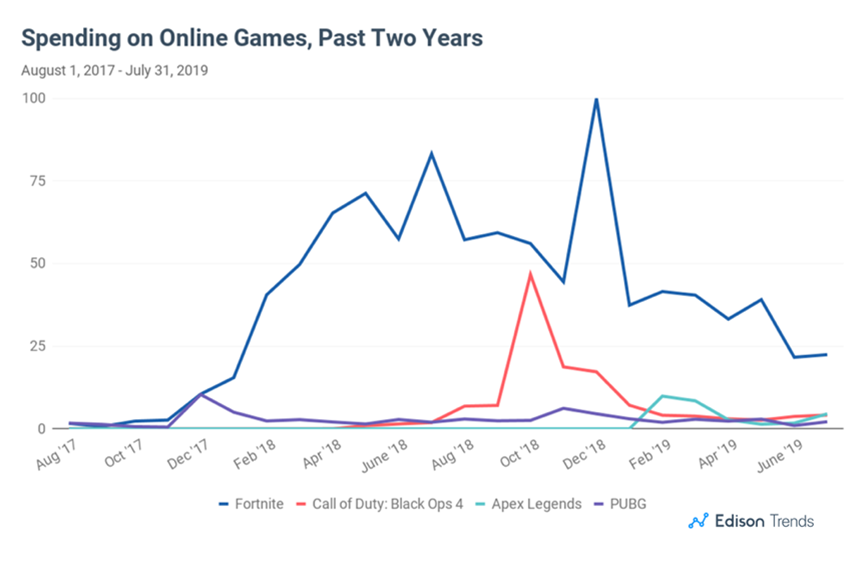 Spending on Online Games, Past Two Years
August 1, 2017 - July 31, 2019
100
75
50
25
0
Aug '17
Oct '17
Dec '17
Feb '18
Apr '18
June '18
Aug '18
Oct '18
Dec '18
Feb '19
Apr '19
June '19
Fortnite Call of Duty: Black Ops 4 Apex Legends PUBG
Edison Trends